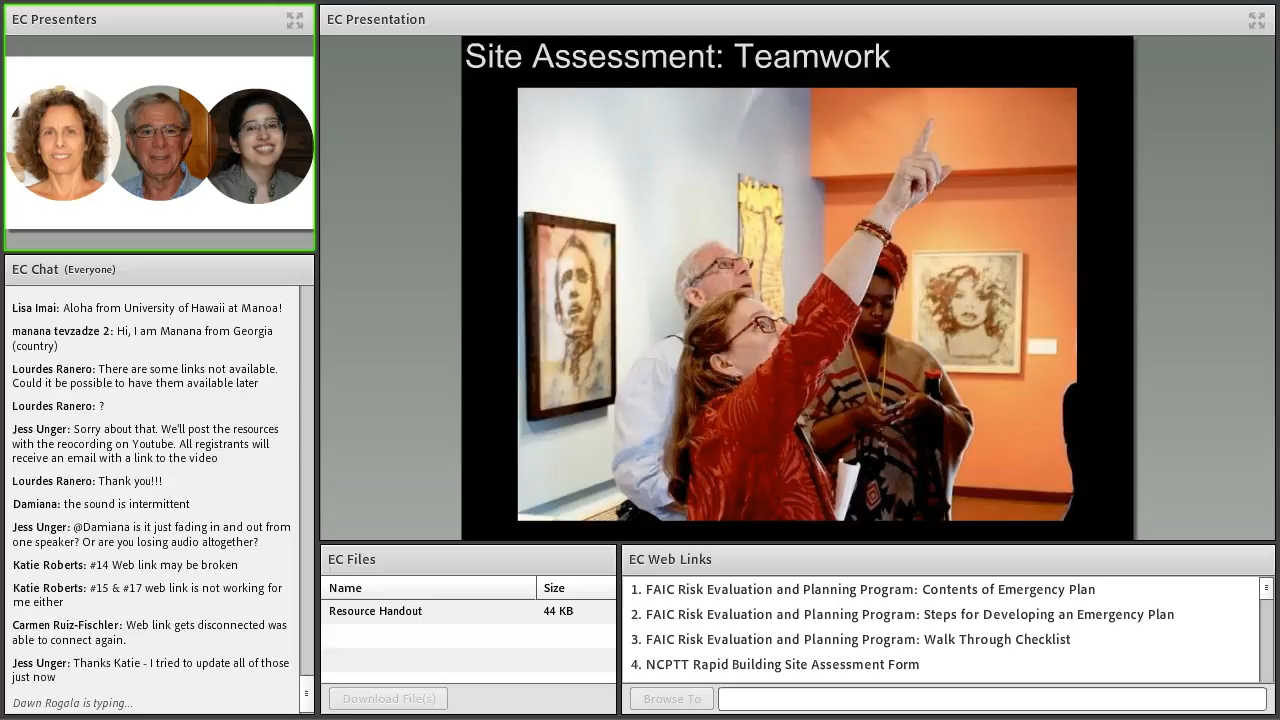 EC Presenters
EC Chat (Everyone)
Lisa Imai: Aloha from University of Hawaii at Manoa!
manana tevzadze 2: Hi, I am Manana from Georgia
(country)
Lourdes Ranero: There are some links not available.
Could it be possible to have them available later
Lourdes Ranero: ?
Jess Unger: Sorry about that. We'll post the resources
with the reocording on Youtube. All registrants will
receive an email with a link to the video
Lourdes Ranero: Thank you!!!
Damiana: the sound is intermittent
Jess Unger: @Damiana is it just fading in and out from
one speaker? Or are you losing audio altogether?
Katie Roberts: #14 Web link may be broken
Katie Roberts: #15 & #17 web link is not working for
me either
Carmen Ruiz-Fischler: Web link gets disconnected was
able to connect again.
Jess Unger: Thanks Katie - I tried to update all of those
just now
Dawn Rogala is typing...
EC Presentation
Site Assessment: Teamwork
EC Files
Name Size
Resource Handout 44 KB
Download File(s)
EC Web Links
1. FAIC Risk Evaluation and Planning Program: Contents of Emergency Plan
2. FAIC Risk Evaluation and Planning Program: Steps for Developing an Emergency Plan
3. FAIC Risk Evaluation and Planning Program: Walk Through Checklist
4. NCPTT Rapid Building Site Assessment Form
Browse To